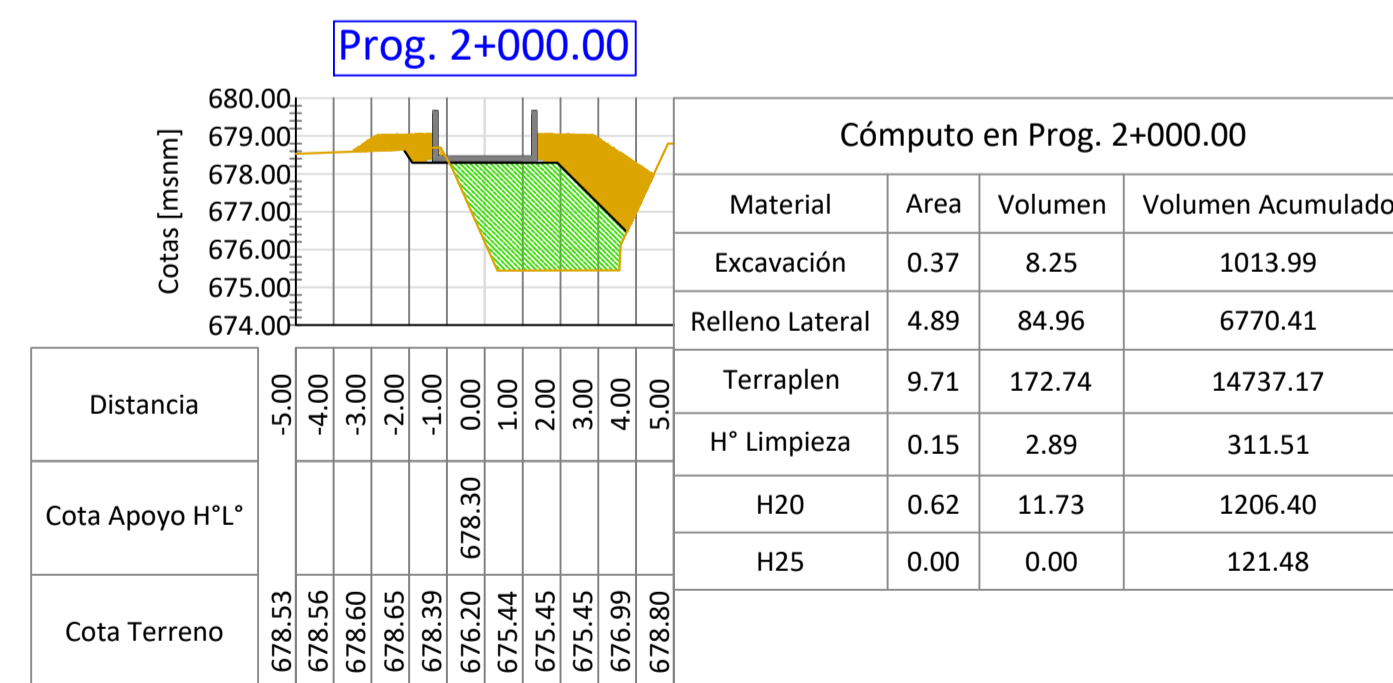 Prog. 2+000.00
Cotas [msnm]
680.00
679.00
678.00
677.00
676.00
675.00
674.00
Distancia -5.00 -4.00 -3.00 -2.00 -1.00 0.00 1.00 2.00 3.00 4.00 5.00
Cota Apoyo H°L° 678.30
Cota Terreno 678.53 678.56 678.60 678.65 678.39 676.20 675.44 675.45 675.45 676.99 678.80
Cómputo en Prog. 2+000.00
Material Area Volumen Volumen Acumulado
Excavación 0.37 8.25 1013.99
Relleno Lateral 4.89 84.96 6770.41
Terraplen 9.71 172.74 14737.17
H° Limpieza 0.15 2.89 311.51
H20 0.62 11.73 1206.40
H25 0.00 0.00 121.48